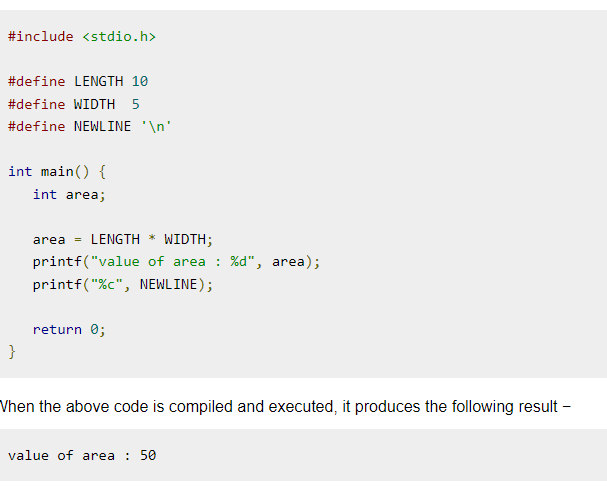 #include <stdio.h>
#define LENGTH 10
#define WIDTH  5
#define NEWLINE '\n'
int main() {
   int area;
   area = LENGTH * WIDTH;
   printf("value of area : %d", area);
   printf("%c", NEWLINE);
   return 0;
}
When the above code is compiled and executed, it produces the following result −
value of area : 50